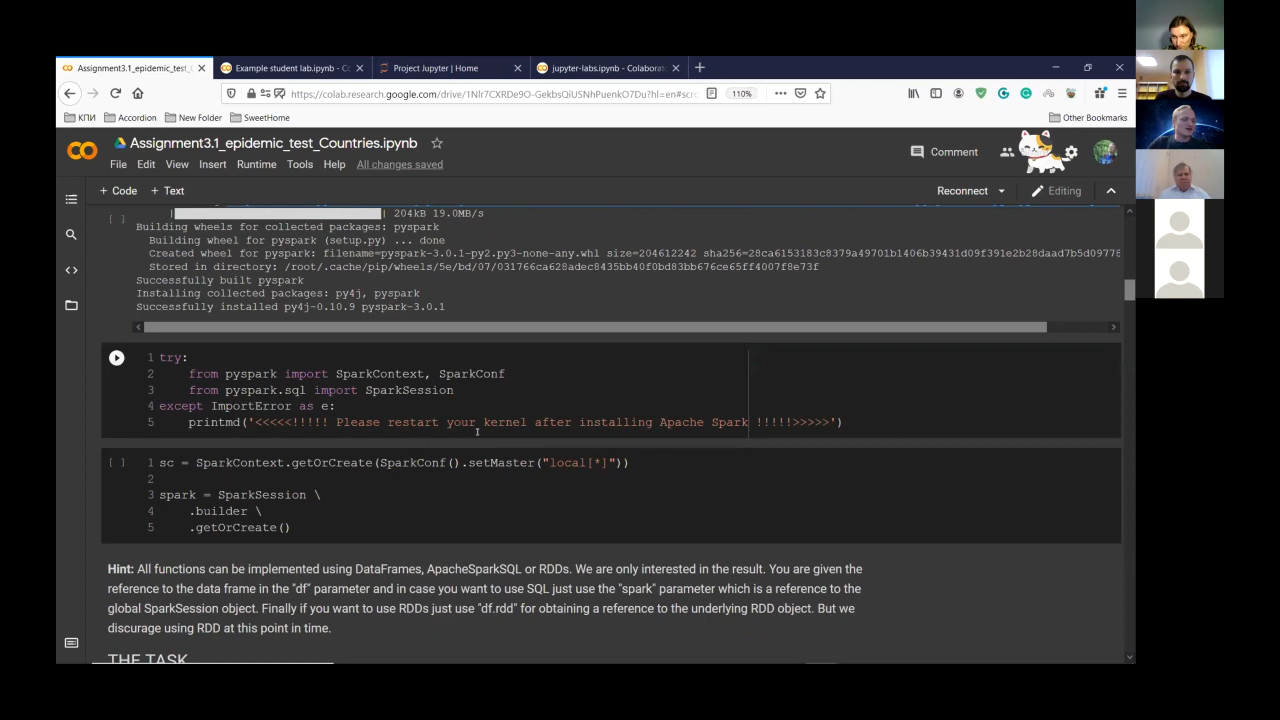 Assignment3.1_epidemic_test_
Example student lab.ipynb - C
Project Jupyter | Home
jupyter-labs.ipynb - Colaborat
https://colab.research.google.com/drive/1Nlr7CXRDe9O-GekbsQiUSNhPuenkO7Du?hl=en#scrc
110%
КПИ
Accordion
New Folder
SweetHome
Other Bookmarks
Assignment3.1_epidemic_test_Countries.ipynb
File Edit View Insert Runtime Tools Help All changes saved
Comment
+ Code + Text
Reconnect
Editing
[ ]
| | 204kB 19.0MB/s
Building wheels for collected packages: pyspark
Building wheel for pyspark (setup.py) ... done
Created wheel for pyspark: filename=pyspark-3.0.1-py2.py3-none-any.whl size=204612242 sha256=28ca6153183c8379a49701b1406b39431d09f391e2b28daad7b5d09778
Stored in directory: /root/.cache/pip/wheels/5e/bd/07/031766ca628adec8435bb40f0bd83bb676ce65ff4007f8e73f
Successfully built pyspark
Installing collected packages: py4j, pyspark
Successfully installed py4j-0.10.9 pyspark-3.0.1
1 try:
2 from pyspark import SparkContext, SparkConf
3 from pyspark.sql import SparkSession
4 except ImportError as e:
5 printmd('<<<<<!!!!! Please restart your kernel after installing Apache Spark !!!!!>>>>>')
[ ] 1 sc = SparkContext.getOrCreate(SparkConf().setMaster("local[*]"))
2
3 spark = SparkSession \
4 .builder \
5 .getOrCreate()
Hint: All functions can be implemented using DataFrames, ApacheSparkSQL or RDDs. We are only interested in the result. You are given the
reference to the data frame in the "df" parameter and in case you want to use SQL just use the "spark" parameter which is a reference to the
global SparkSession object. Finally if you want to use RDDs just use "df.rdd" for obtaining a reference to the underlying RDD object. But we
discurage using RDD at this point in time.
THE TASK